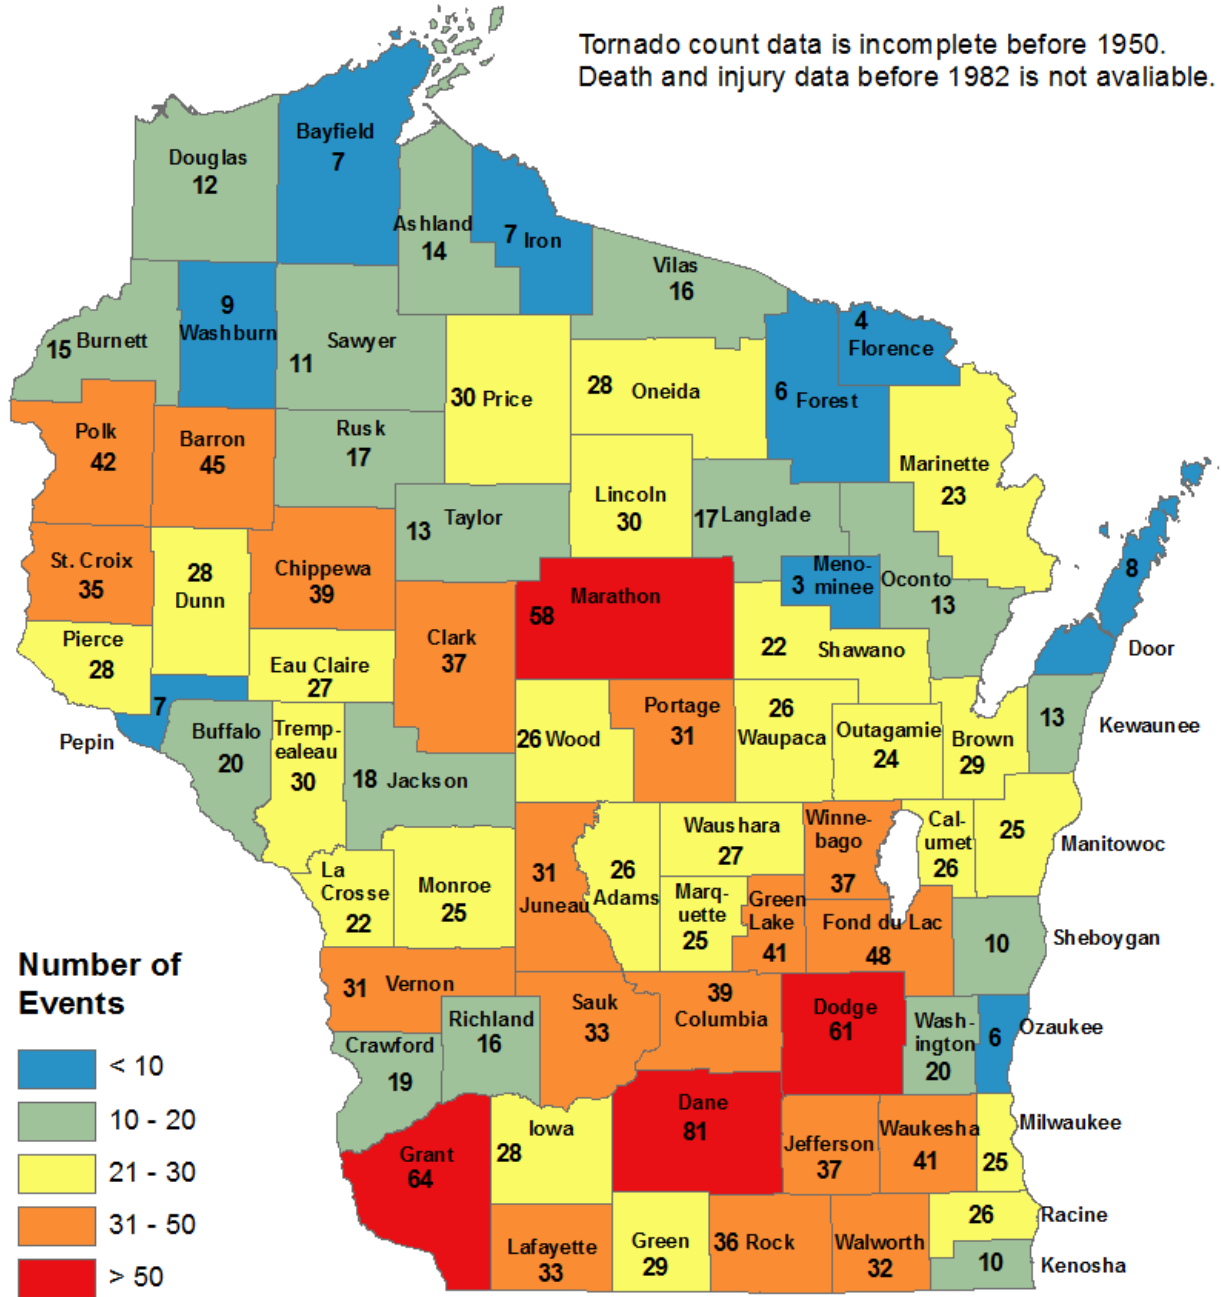 Tornado count data is incomplete before 1950.
Death and injury data before 1982 is not avaliable.
Bayfield
7
Douglas
12
Ashland
14
7 Iron
Vilas
16
9
Washburn
15 Burnett
Sawyer
11
4
Florence
30 Price
28 Oneida
6 Forest
Polk
42
Barron
45
Rusk
17
Marinette
23
Lincoln
30
13 Taylor
17 Langlade
St. Croix
35
28
Dunn
Chippewa
39
58 Marathon
3 Meno-
minee
Oconto
13
8
Door
Pierce
28
Eau Claire
27
Clark
37
22 Shawano
7
Pepin
Buffalo
20
Tremp-
ealeau
30
18 Jackson
26 Wood
Portage
31
26
Waupaca
Outagamie
24
Brown
29
13
Kewaunee
La
Crosse
22
Monroe
25
31
Juneau
26
Adams
Waushara
27
Winne-
bago
37
Cal-
umet
26
25
Manitowoc
Marq-
uette
25
Green
Lake
41
Fond du Lac
48
10
Sheboygan
31 Vernon
Richland
16
Sauk
33
39
Columbia
Dodge
61
Wash-
ington
20
6
Ozaukee
Crawford
19
Grant
64
Iowa
28
Dane
81
Jefferson
37
Waukesha
41
Milwaukee
25
Lafayette
33
Green
29
36 Rock
Walworth
32
26
Racine
10
Kenosha
Number of
Events
< 10
10 - 20
21 - 30
31 - 50
> 50